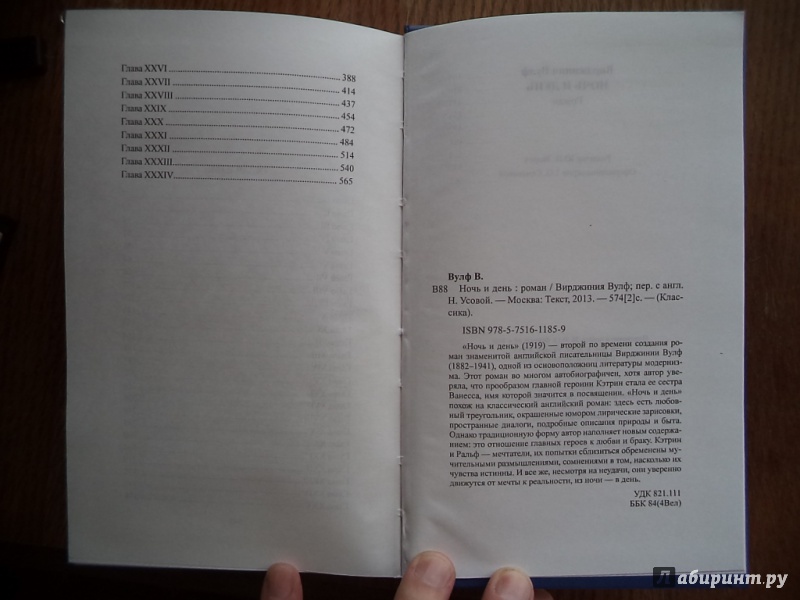 Глава XXVI ........ 388
Глава XXVII ........ 414
Глава XXVIII ........ 437
Глава XXIX ........ 454
Глава XXX ........ 472
Глава XXXI ........ 484
Глава XXXII ........ 514
Глава XXXIII ........ 540
Глава XXXIV ........ 565
Вулф В.
В88 Ночь и день : роман / Вирджиния Вулф; пер. с англ.
Н. Усовой. — Москва: Текст, 2013. — 574[2]с. — (Клас-
сика).
ISBN 978-5-7516-1185-9
«Ночь и день» (1919) — второй по времени создания ро-
ман знаменитой английской писательницы Вирджинии Вулф
(1882–1941), одной из основоположниц литературы модерниз-
ма. Этот роман во многом автобиографичен, хотя автор уве-
ряла, что прообразом главной героини Кэтрин стала ее сестра
Ванесса, имя которой значится в посвящении. «Ночь и день»
похож на классический английский роман: здесь есть любов-
ный треугольник, окрашенные юмором лирические зарисовки,
пространные диалоги, подробные описания природы и быта.
Однако традиционную форму автор наполняет новым содержа-
нием: это отношение главных героев к любви и браку. Кэтрин
и Ральф — мечтатели, их попытки сблизиться обременены му-
чительными размышлениями, сомнениями в том, насколько их
чувства истинны. И все же, несмотря на неудачи, они уверенно
движутся от мечты к реальности, из ночи — в день.
УДК 821.111
ББК 84(4Вел)
Лабиринт.ру